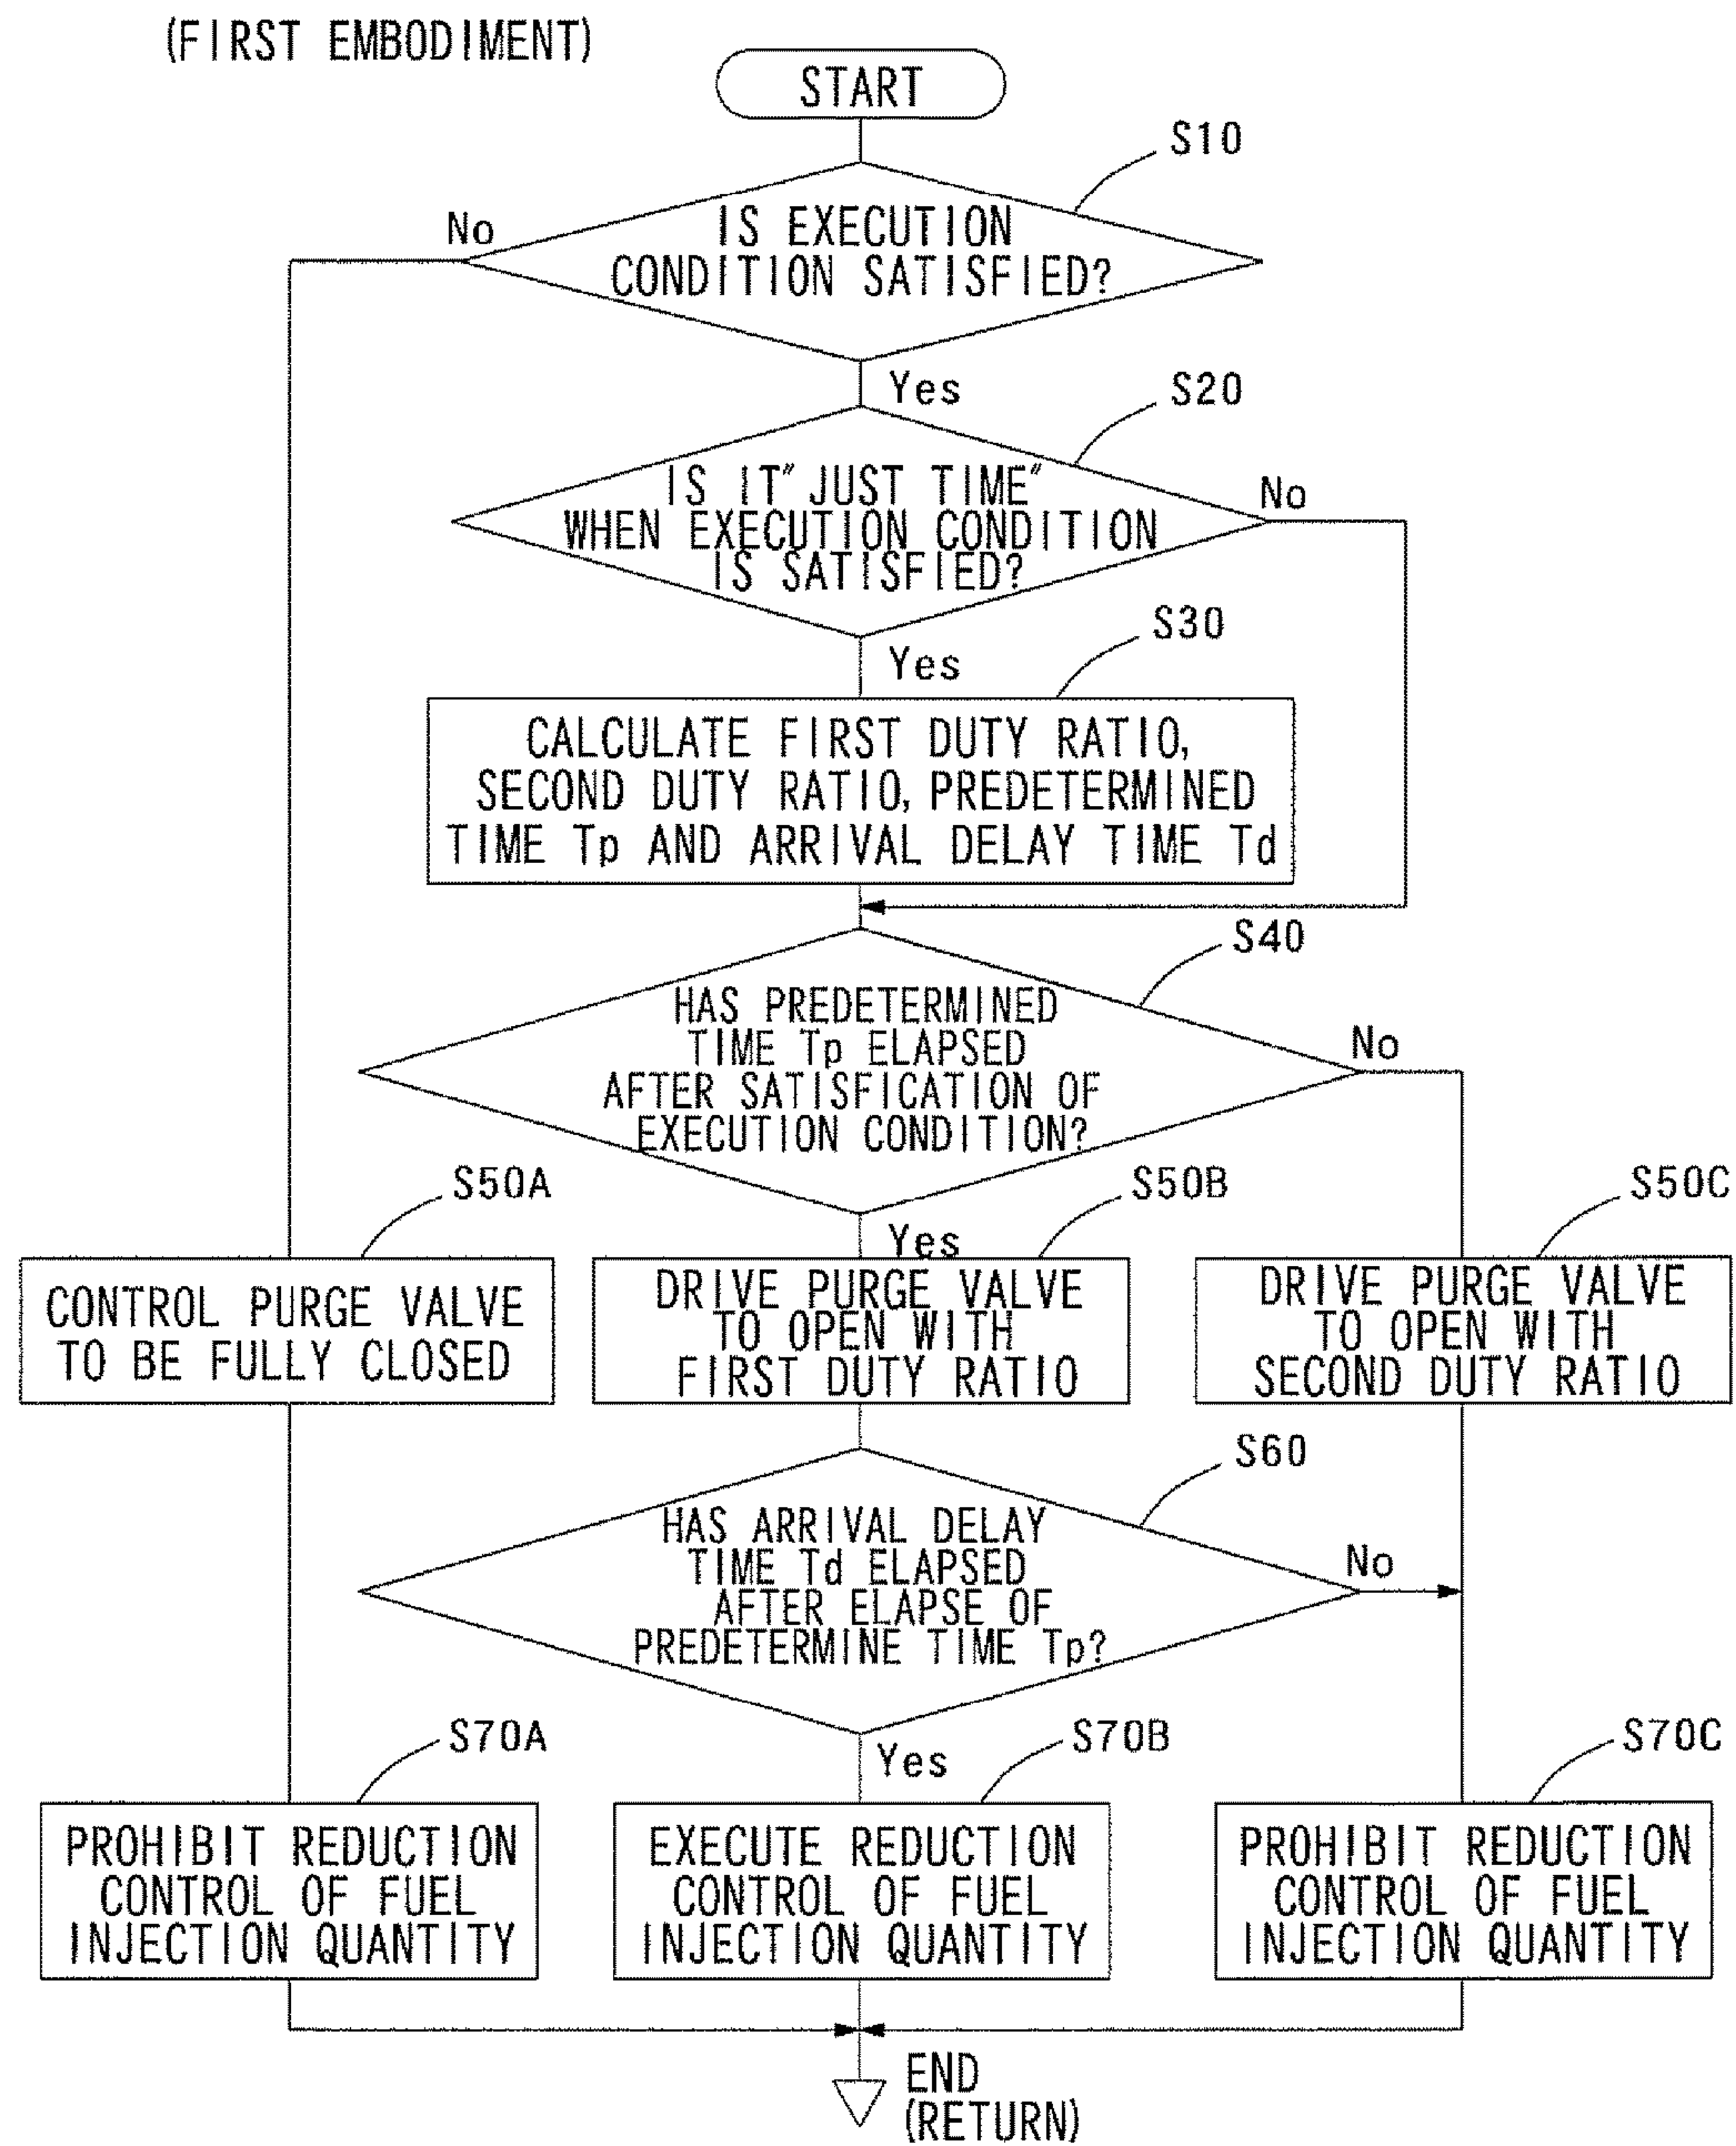 (FIRST EMBODIMENT)
START
S10
No
IS EXECUTION
CONDITION SATISFIED?
Yes
S20
IS IT"JUST TIME"
WHEN EXECUTION CONDITION
IS SATISFIED?
No
Yes
S30
CALCULATE FIRST DUTY RATIO,
SECOND DUTY RATIO, PREDETERMINED
TIME Tp AND ARRIVAL DELAY TIME Td
S40
HAS PREDETERMINED
TIME Tp ELAPSED
AFTER SATISFICATION OF
EXECUTION CONDITION?
No
Yes
S50A
CONTROL PURGE VALVE
TO BE FULLY CLOSED
S50B
DRIVE PURGE VALVE
TO OPEN WITH
FIRST DUTY RATIO
S50C
DRIVE PURGE VALVE
TO OPEN WITH
SECOND DUTY RATIO
S60
HAS ARRIVAL DELAY
TIME Td ELAPSED
AFTER ELAPSE OF
PREDETERMINE TIME Tp?
No
Yes
S70A
PROHIBIT REDUCTION
CONTROL OF FUEL
INJECTION QUANTITY
S70B
EXECUTE REDUCTION
CONTROL OF FUEL
INJECTION QUANTITY
S70C
PROHIBIT REDUCTION
CONTROL OF FUEL
INJECTION QUANTITY
END
(RETURN)